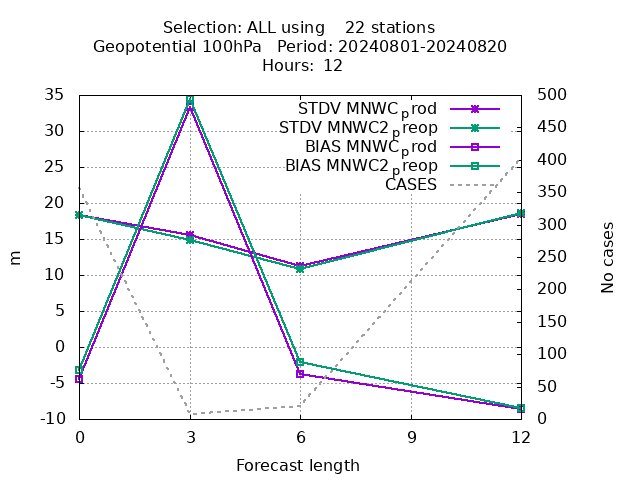 Selection: ALL using    22 stations
Geopotential 100hPa   Period: 20240801-20240820
Hours: 12
35
30
25
20
15
10
5
0
-5
-10
m
500
450
400
350
300
250
200
150
100
50
0
No cases
STDV MNWC_prod
STDV MNWC2_preop
BIAS MNWC_prod
BIAS MNWC2_preop
CASES
0 3 6 9 12
Forecast length